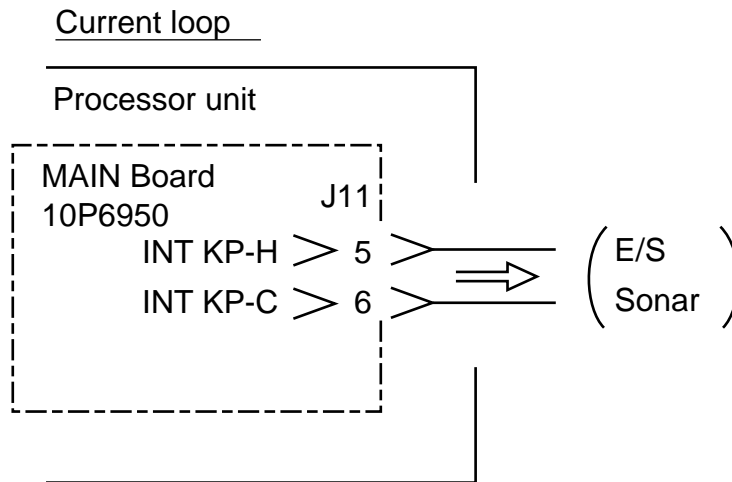 Current loop
Processor unit
MAIN Board
10P6950
J11
INT KP-H 5
INT KP-C 6
E/S
Sonar